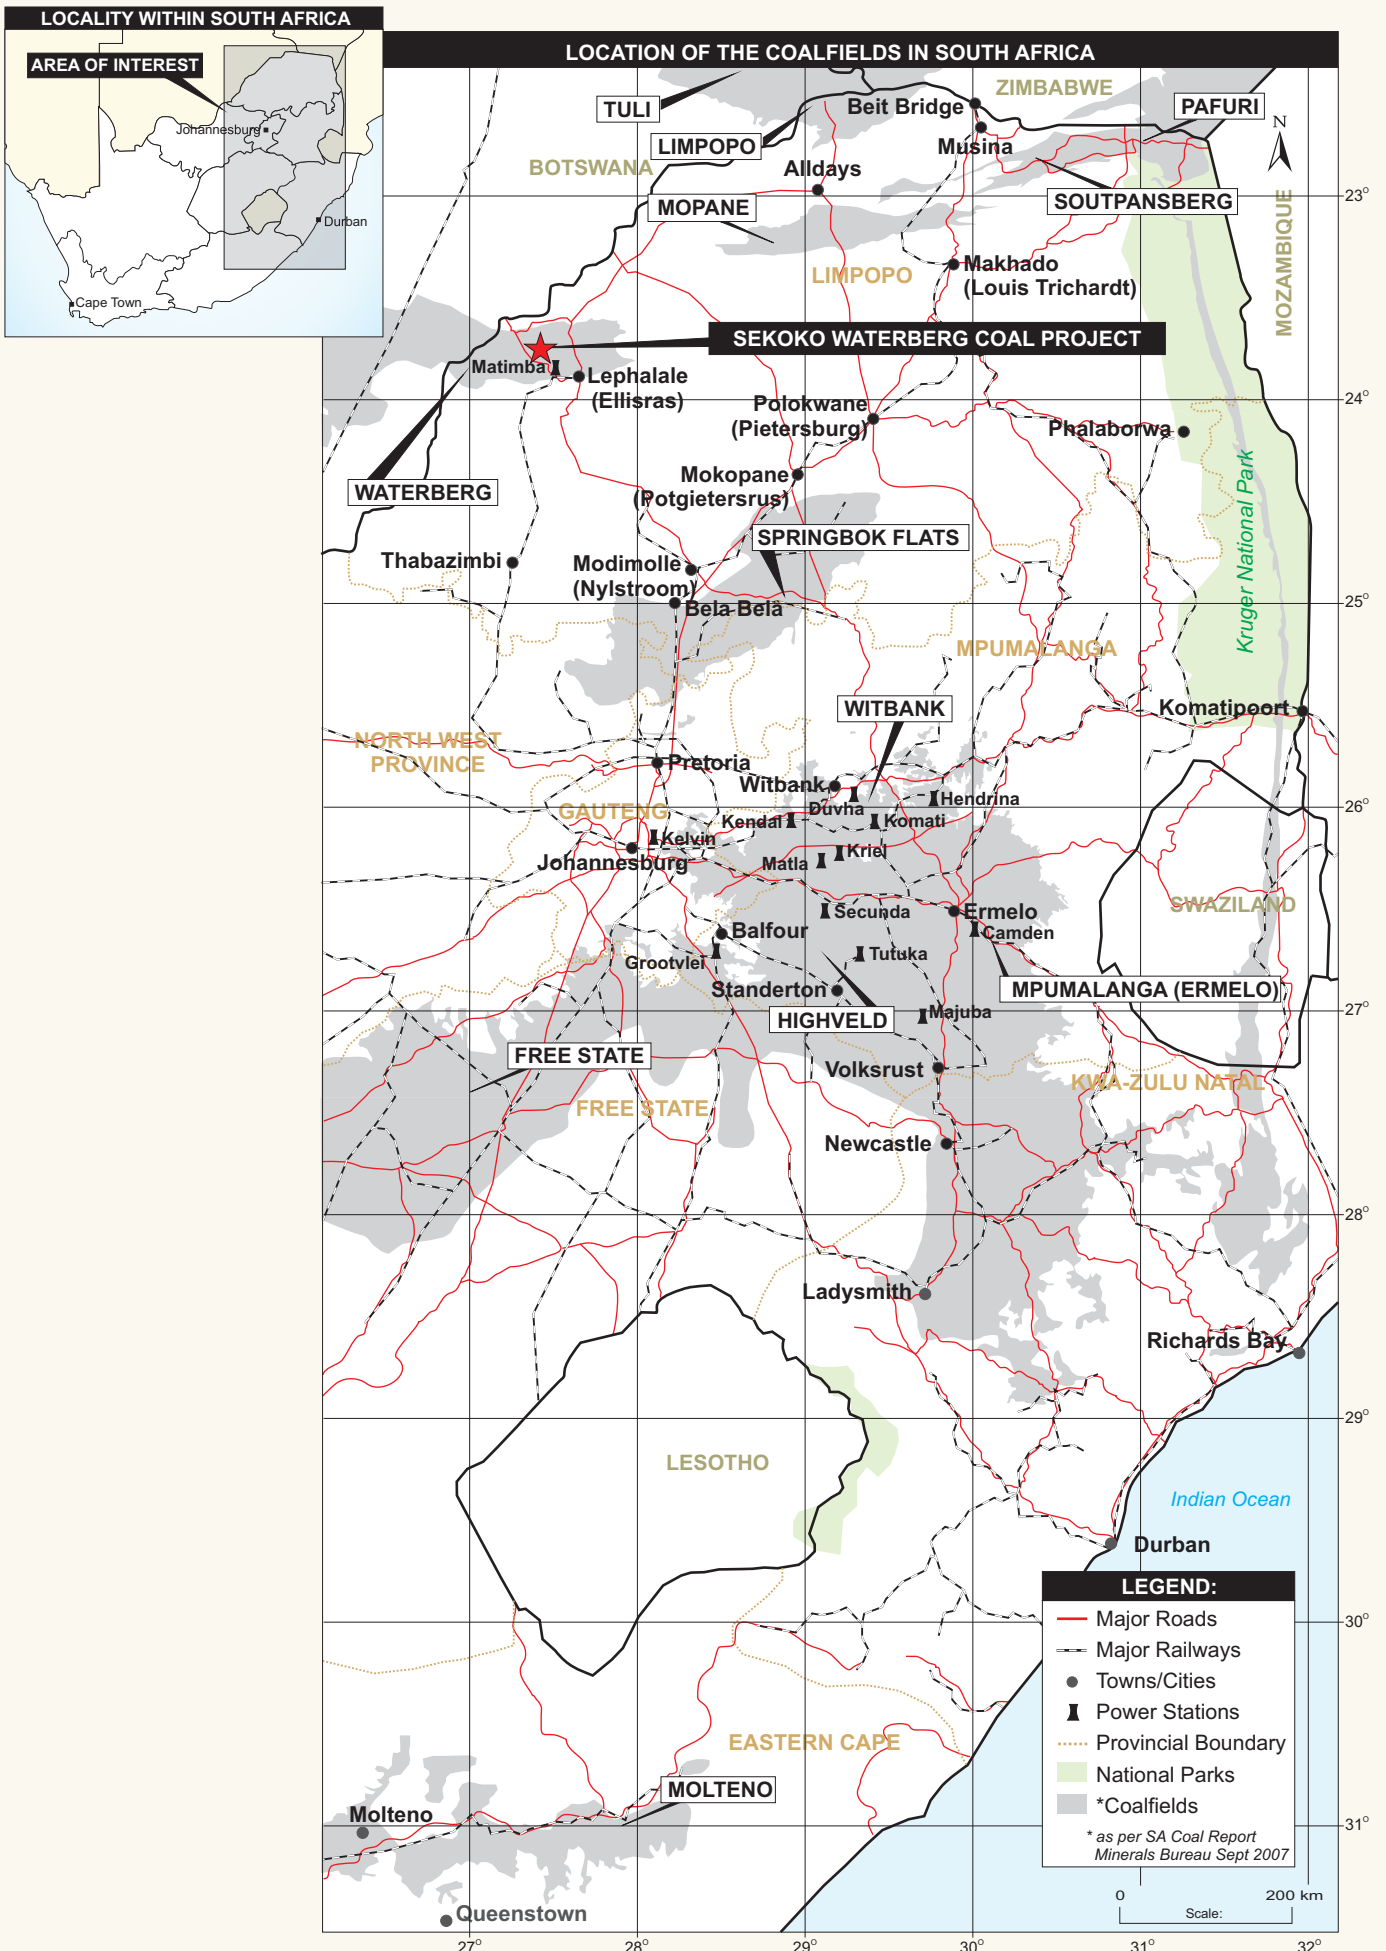 LOCALITY WITHIN SOUTH AFRICA
AREA OF INTEREST
Johannesburg
Durban
Cape Town
LOCATION OF THE COALFIELDS IN SOUTH AFRICA
ZIMBABWE
TULI
Beit Bridge
PAFURI
N
LIMPOPO
Musina
BOTSWANA
Alldays
23°
SOUTPANSBERG
MOPANE
MOZAMBIQUE
LIMPOPO
Makhado
(Louis Trichardt)
SEKOKO WATERBERG COAL PROJECT
Matimba
Lephalale
(Ellisras)
24°
Polokwane
(Pietersburg)
Phalaborwa
Mokopane
(Potgietersrus)
WATERBERG
Kruger National Park
SPRINGBOK FLATS
Thabazimbi
Modimolle
(Nylstroom)
25°
Bela Bela
MPUMALANGA
WITBANK
Komatipoort
NORTH WEST
PROVINCE
Pretoria
Witbank
Hendrina
26°
Duvha
GAUTENG
Kendal
Komati
Kelvin
Kriel
Johannesburg
Matla
SWAZILAND
Secunda
Ermelo
Balfour
Camden
Tutuka
Grootvlei
Standerton
MPUMALANGA (ERMELO)
27°
Majuba
HIGHVELD
FREE STATE
Volksrust
KWA-ZULU NATAL
FREE STATE
Newcastle
28°
Ladysmith
Richards Bay
29°
LESOTHO
Indian Ocean
Durban
LEGEND:
Major Roads
30°
Major Railways
Towns/Cities
Power Stations
EASTERN CAPE
Provincial Boundary
National Parks
MOLTENO
*Coalfields
Molteno
31°
* as per SA Coal Report
Minerals Bureau Sept 2007
0 200 km
Scale:
Queenstown
27° 28° 29° 30° 31° 32°